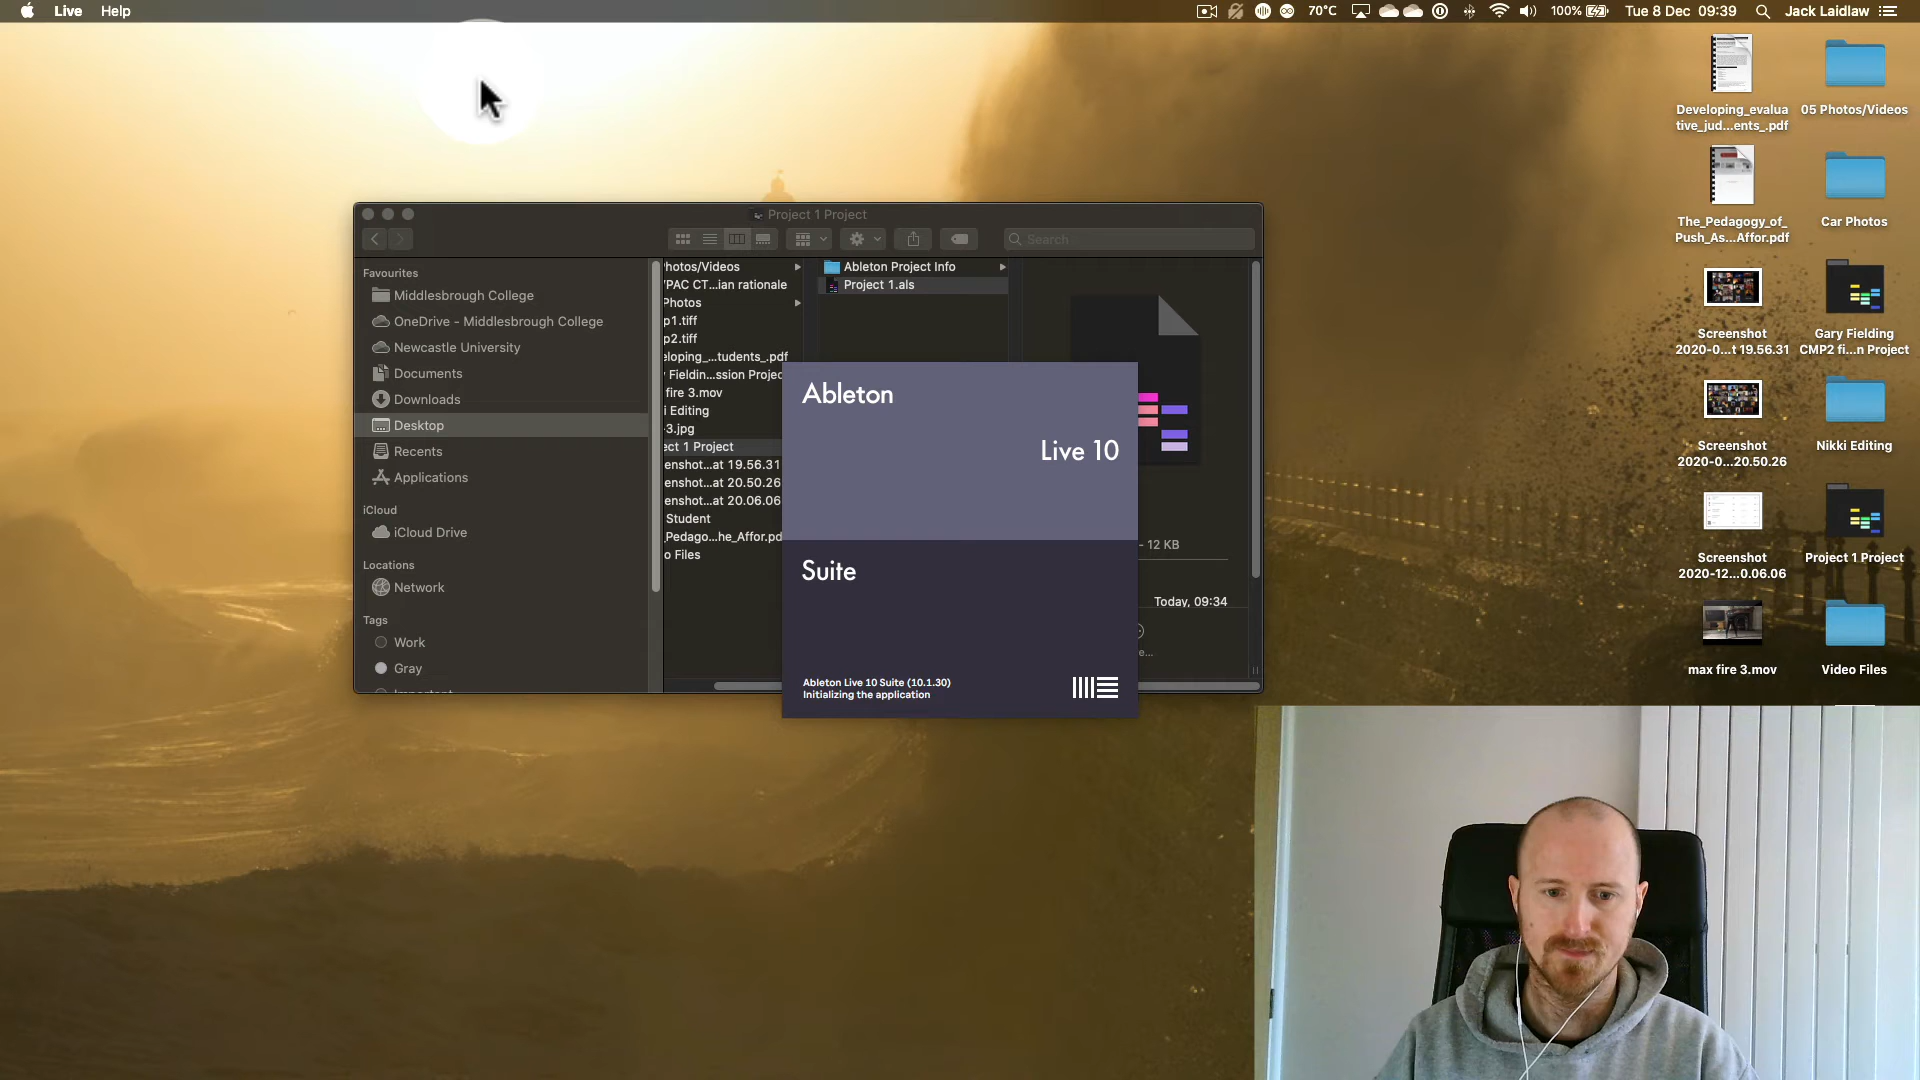 Live Help
70°C
100%
Tue 8 Dec 09:39
Jack Laidlaw
Developing_evalua
tive_jud...ents_.pdf
05 Photos/Videos
The_Pedagogy_of_
Push_As...Affor.pdf
Car Photos
Screenshot
2020-0...t 19.56.31
Gary Fielding
CMP2 fi...n Project
Screenshot
2020-0...20.50.26
Nikki Editing
Screenshot
2020-12...0.06.06
Project 1 Project
max fire 3.mov
Video Files
Project 1 Project
Search
Favourites
Middlesbrough College
OneDrive - Middlesbrough College
Newcastle University
Documents
Downloads
Desktop
Recents
Applications
iCloud
iCloud Drive
Locations
Network
Tags
Work
Gray
hotos/Videos
PAC CT...ian rationale
Photos
p1.tiff
p2.tiff
eloping_...tudents_.pdf
Fieldin...ssion Projec
fire 3.mov
i Editing
-3.jpg
ect 1 Project
enshot...at 19.56.31
enshot...at 20.50.26
enshot...at 20.06.06
Student
_Pedago...he_Affor.pd
o Files
Ableton Project Info
Project 1.als
- 12 KB
Today, 09:34
e...
Ableton
Live 10
Suite
Ableton Live 10 Suite (10.1.30)
Initializing the application